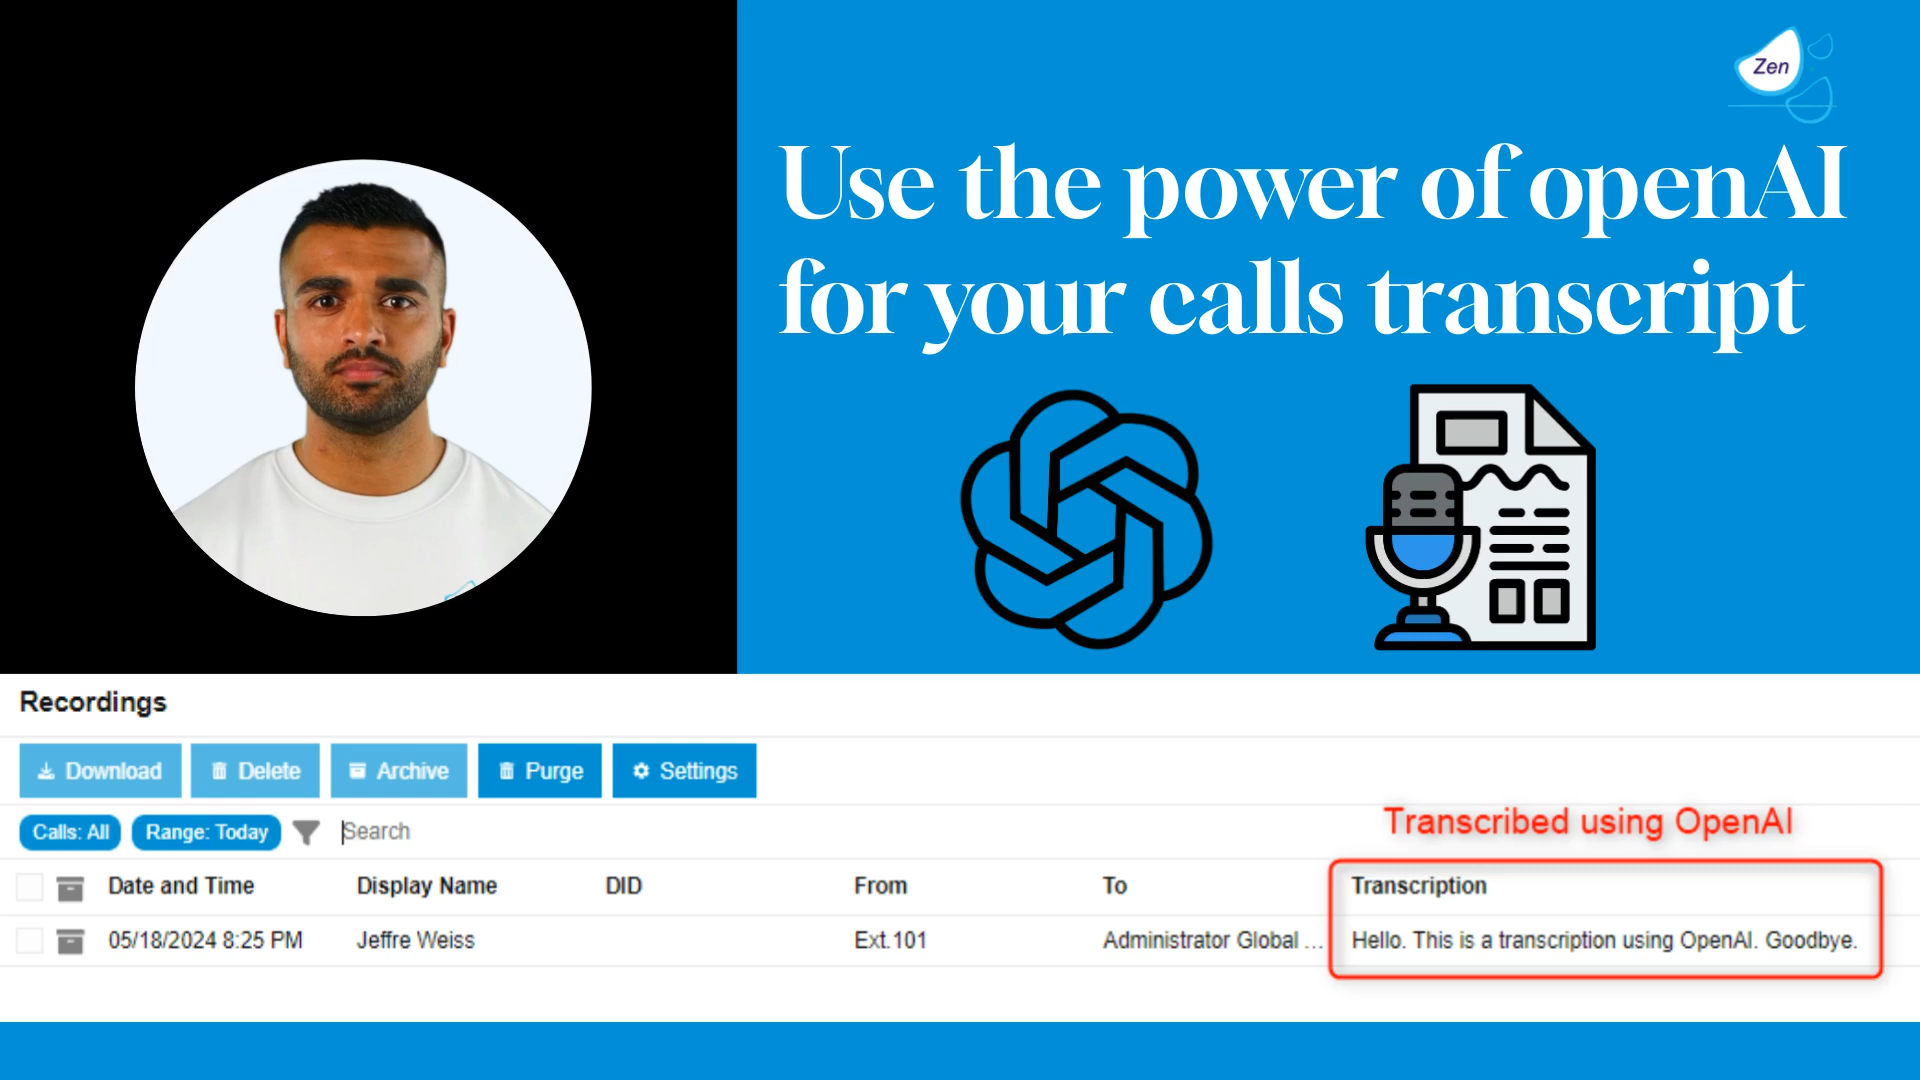 Zen
Use the power of openAI
for your calls transcript
Recordings
Download Delete Archive Purge Settings
Transcribed using OpenAI
Calls: All Range: Today Search
Date and Time Display Name DID From To Transcription
05/18/2024 8:25 PM Jeffre Weiss Ext.101 Administrator Global ... Hello. This is a transcription using OpenAI. Goodbye.